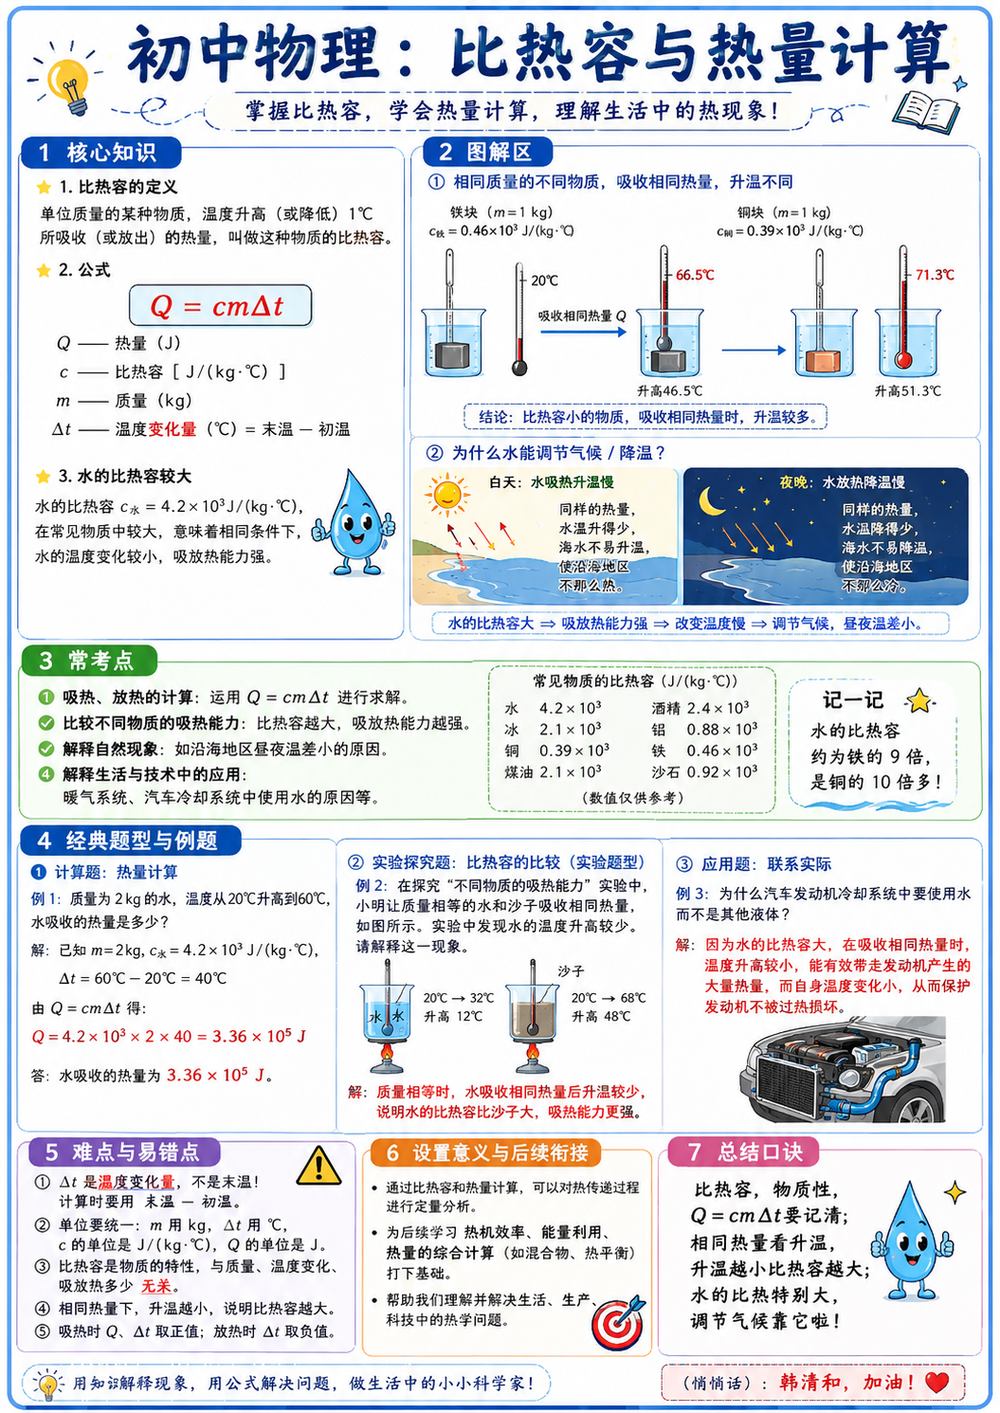 初中物理：比热容与热量计算
掌握比热容，学会热量计算，理解生活中的热现象！
1 核心知识
1. 比热容的定义
单位质量的某种物质，温度升高（或降低）1℃
所吸收（或放出）的热量，叫做这种物质的比热容。
2. 公式
Q = cmΔt
Q —— 热量（J）
c —— 比热容［ J/(kg·℃) ］
m —— 质量（kg）
Δt —— 温度变化量（℃）= 末温 — 初温
3. 水的比热容较大
水的比热容 c水 = 4.2×10³J/(kg·℃)，
在常见物质中较大，意味着相同条件下，
水的温度变化较小，吸放热能力强。
2 图解区
① 相同质量的不同物质，吸收相同热量，升温不同
铁块（m=1 kg）
c铁 = 0.46×10³ J/(kg·℃)
铜块（m=1 kg）
c铜 = 0.39×10³ J/(kg·℃)
20℃
吸收相同热量 Q
66.5℃
71.3℃
升高46.5℃
升高51.3℃
结论：比热容小的物质，吸收相同热量时，升温较多。
② 为什么水能调节气候 / 降温？
白天：水吸热升温慢
同样的热量，
水温升得少，
海水不易升温，
使沿海地区
不那么热。
夜晚：水放热降温慢
同样的热量，
水温降得少，
海水不易降温，
使沿海地区
不那么冷。
水的比热容大 ⇒ 吸放热能力强 ⇒ 改变温度慢 ⇒ 调节气候，昼夜温差小。
3 常考点
1 吸热、放热的计算：运用 Q = cmΔt 进行求解。
比较不同物质的吸热能力：比热容越大，吸放热能力越强。
解释自然现象：如沿海地区昼夜温差小的原因。
4 解释生活与技术中的应用：
暖气系统、汽车冷却系统中使用水的原因等。
常见物质的比热容（J/(kg·℃)）
水 4.2×10³ 酒精 2.4×10³
冰 2.1×10³ 铝 0.88×10³
铜 0.39×10³ 铁 0.46×10³
煤油 2.1×10³ 沙石 0.92×10³
（数值仅供参考）
记一记
水的比热容
约为铁的 9 倍，
是铜的 10 倍多！
4 经典题型与例题
1 计算题：热量计算
例 1：质量为 2 kg 的水，温度从20℃升高到60℃，
水吸收的热量是多少？
解：已知 m=2kg, c水 = 4.2×10³ J/(kg·℃)，
Δt = 60℃－20℃ = 40℃
由 Q = cmΔt 得：
Q = 4.2×10³ × 2 × 40 = 3.36 × 10⁵ J
答：水吸收的热量为 3.36 × 10⁵ J。
② 实验探究题：比热容的比较（实验题型）
例 2：在探究“不同物质的吸热能力”实验中，
小明让质量相等的水和沙子吸收相同热量，
如图所示。实验中发现水的温度升高较少。
请解释这一现象。
水 水
20℃ → 32℃
升高 12℃
沙子
20℃ → 68℃
升高 48℃
解：质量相等时，水吸收相同热量后升温较少，
说明水的比热容比沙子大，吸热能力更强。
③ 应用题：联系实际
例 3：为什么汽车发动机冷却系统中要使用水
而不是其他液体？
解：因为水的比热容大，在吸收相同热量时，
温度升高较小，能有效带走发动机产生的
大量热量，而自身温度变化小，从而保护
发动机不被过热损坏。
5 难点与易错点
① Δt 是温度变化量，不是末温！
计算时要用 末温 — 初温。
② 单位要统一：m 用 kg，Δt 用 ℃，
c 的单位是 J/(kg·℃)，Q 的单位是 J。
③ 比热容是物质的特性，与质量、温度变化、
吸放热多少 无关。
④ 相同热量下，升温越小，说明比热容越大。
⑤ 吸热时 Q、Δt 取正值；放热时 Δt 取负值。
6 设置意义与后续衔接
• 通过比热容和热量计算，可以对热传递过程
进行定量分析。
• 为后续学习 热机效率、能量利用、
热量的综合计算（如混合物、热平衡）
打下基础。
• 帮助我们理解并解决生活、生产、
科技中的热学问题。
7 总结口诀
比热容，物质性，
Q = cmΔt要记清；
相同热量看升温，
升温越小比热容越大；
水的比热特别大，
调节气候靠它啦！
用知识解释现象，用公式解决问题，做生活中的小小科学家！
（悄悄话）：韩清和，加油！